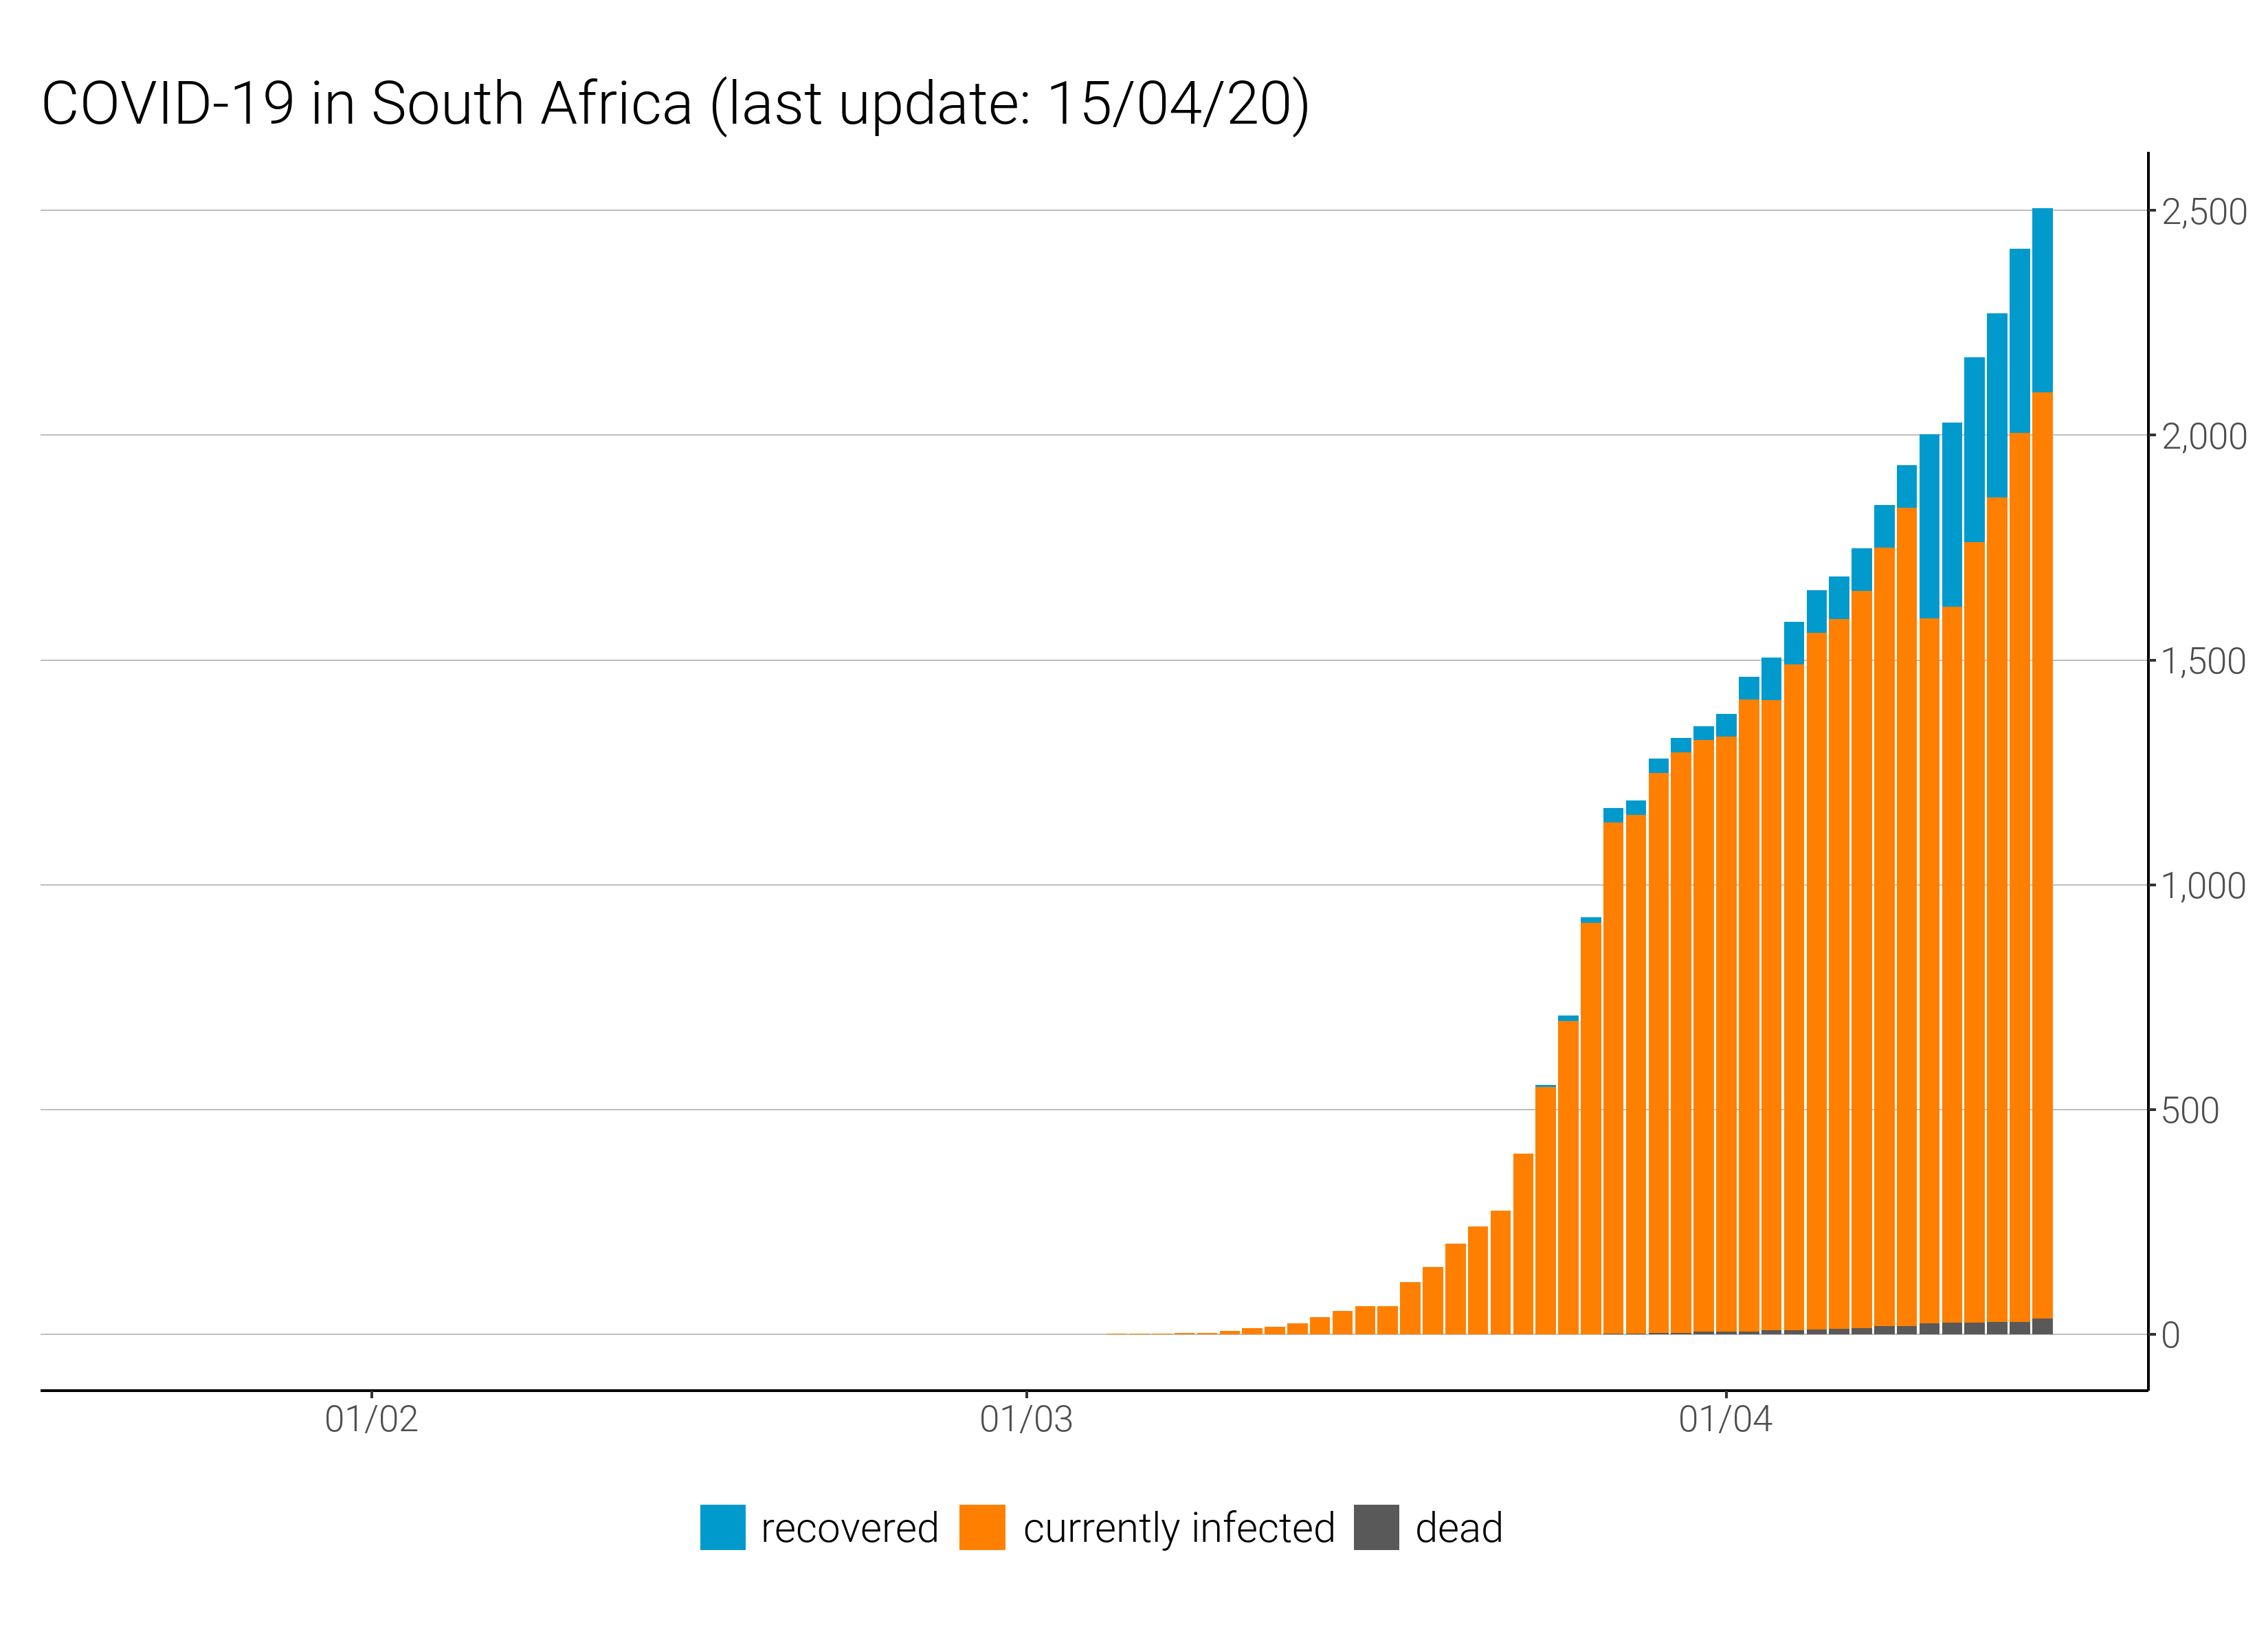 COVID-19 in South Africa (last update: 15/04/20)
2,500
2,000
1,500
1,000
500
0
01/02 01/03 01/04
recovered currently infected dead